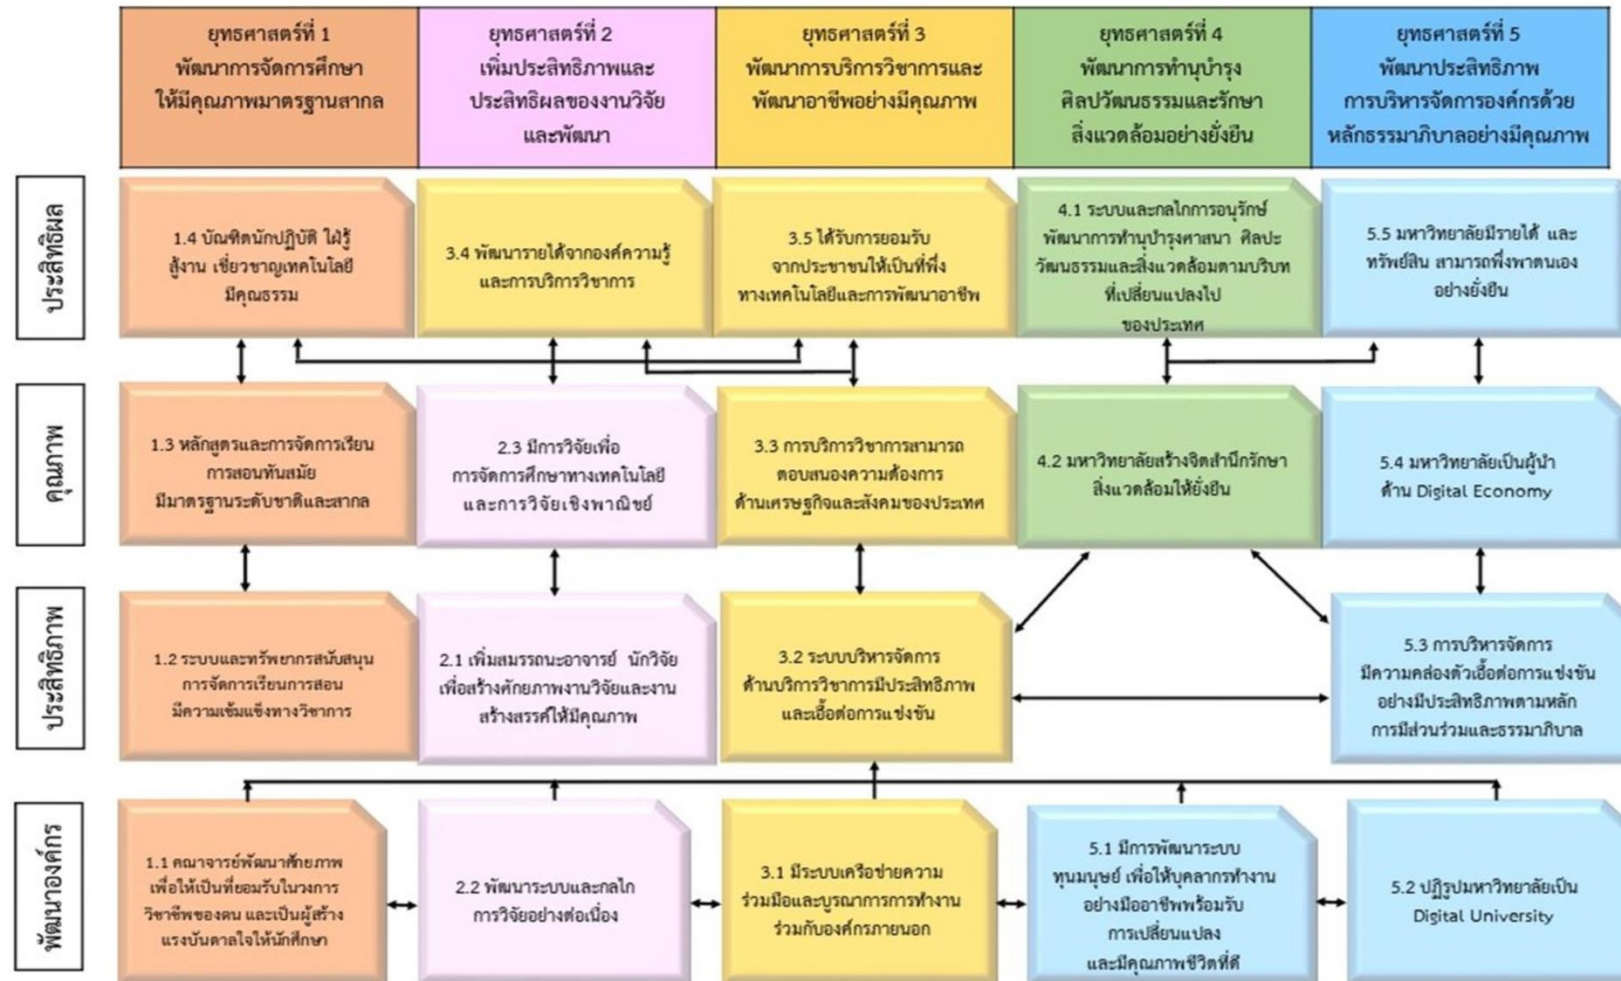 ยุทธศาสตร์ที่ 1
พัฒนาการจัดการศึกษา
ให้มีคุณภาพมาตรฐานสากล
ยุทธศาสตร์ที่ 2
เพิ่มประสิทธิภาพและ
ประสิทธิผลของงานวิจัย
และพัฒนา
ยุทธศาสตร์ที่ 3
พัฒนาการบริการวิชาการและ
พัฒนาอาชีพอย่างมีคุณภาพ
ยุทธศาสตร์ที่ 4
พัฒนาการทำนุบำรุง
ศิลปวัฒนธรรมและรักษา
สิ่งแวดล้อมอย่างยั่งยืน
ยุทธศาสตร์ที่ 5
พัฒนาประสิทธิภาพ
การบริหารจัดการองค์กรด้วย
หลักธรรมาภิบาลอย่างมีคุณภาพ
ประสิทธิผล
1.4 บัณฑิตนักปฏิบัติ ใฝ่รู้
สู้งาน เชี่ยวชาญเทคโนโลยี
มีคุณธรรม
3.4 พัฒนารายได้จากองค์ความรู้
และการบริการวิชาการ
3.5 ได้รับการยอมรับ
จากประชาชนให้เป็นที่พึ่ง
ทางเทคโนโลยีและการพัฒนาอาชีพ
4.1 ระบบและกลไกการอนุรักษ์
พัฒนาการทำนุบำรุงศาสนา ศิลปะ
วัฒนธรรมและสิ่งแวดล้อมตามบริบท
ที่เปลี่ยนแปลงไป
ของประเทศ
5.5 มหาวิทยาลัยมีรายได้ และ
ทรัพย์สิน สามารถพึ่งพาตนเอง
อย่างยั่งยืน
คุณภาพ
1.3 หลักสูตรและการจัดการเรียน
การสอนทันสมัย
มีมาตรฐานระดับชาติและสากล
2.3 มีการวิจัยเพื่อ
การจัดการศึกษาทางเทคโนโลยี
และการวิจัยเชิงพาณิชย์
3.3 การบริการวิชาการสามารถ
ตอบสนองความต้องการ
ด้านเศรษฐกิจและสังคมของประเทศ
4.2 มหาวิทยาลัยสร้างจิตสำนึกรักษา
สิ่งแวดล้อมให้ยั่งยืน
5.4 มหาวิทยาลัยเป็นผู้นำ
ด้าน Digital Economy
ประสิทธิภาพ
1.2 ระบบและทรัพยากรสนับสนุน
การจัดการเรียนการสอน
มีความเข้มแข็งทางวิชาการ
2.1 เพิ่มสมรรถนะอาจารย์ นักวิจัย
เพื่อสร้างศักยภาพงานวิจัยและงาน
สร้างสรรค์ให้มีคุณภาพ
3.2 ระบบบริหารจัดการ
ด้านบริการวิชาการมีประสิทธิภาพ
และเอื้อต่อการแข่งขัน
5.3 การบริหารจัดการ
มีความคล่องตัวเอื้อต่อการแข่งขัน
อย่างมีประสิทธิภาพตามหลัก
การมีส่วนร่วมและธรรมาภิบาล
พัฒนาองค์กร
1.1 คณาจารย์พัฒนาศักยภาพ
เพื่อให้เป็นที่ยอมรับในวงการ
วิชาชีพของตน และเป็นผู้สร้าง
แรงบันดาลใจให้นักศึกษา
2.2 พัฒนาระบบและกลไก
การวิจัยอย่างต่อเนื่อง
3.1 มีระบบเครือข่ายความ
ร่วมมือและบูรณาการการทำงาน
ร่วมกับองค์กรภายนอก
5.1 มีการพัฒนาระบบ
ทุนมนุษย์ เพื่อให้บุคลากรทำงาน
อย่างมืออาชีพพร้อมรับ
การเปลี่ยนแปลง
และมีคุณภาพชีวิตที่ดี
5.2 ปฏิรูปมหาวิทยาลัยเป็น
Digital University